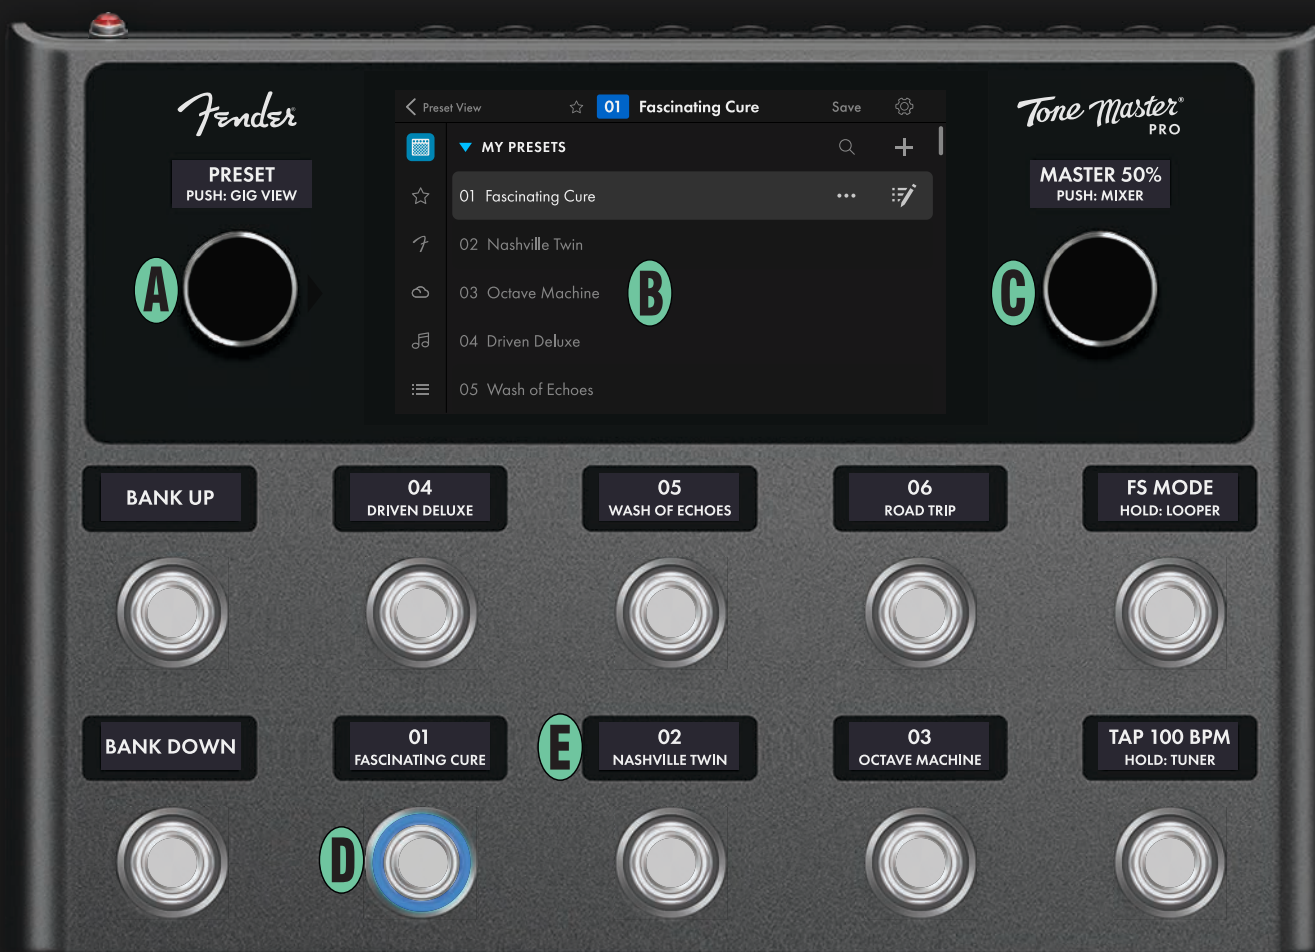 Fender
Tone Master®
PRO
PRESET
PUSH: GIG VIEW
Preset View
01
Fascinating Cure
Save
MY PRESETS
01 Fascinating Cure
02 Nashville Twin
03 Octave Machine
04 Driven Deluxe
05 Wash of Echoes
MASTER 50%
PUSH: MIXER
A
B
C
BANK UP
04
DRIVEN DELUXE
05
WASH OF ECHOES
06
ROAD TRIP
FS MODE
HOLD: LOOPER
BANK DOWN
01
FASCINATING CURE
E
02
NASHVILLE TWIN
03
OCTAVE MACHINE
TAP 100 BPM
HOLD: TUNER
D